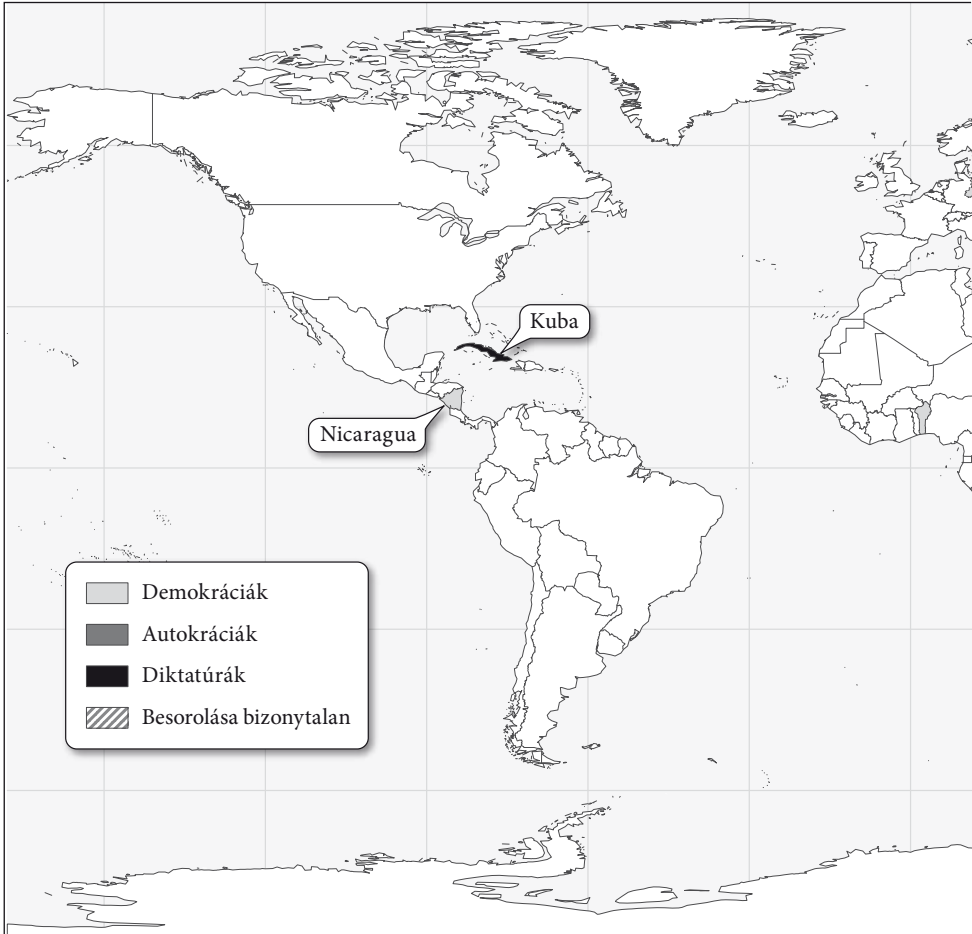 Kuba
Nicaragua
Demokráciák
Autokráciák
Diktatúrák
Besorolása bizonytalan